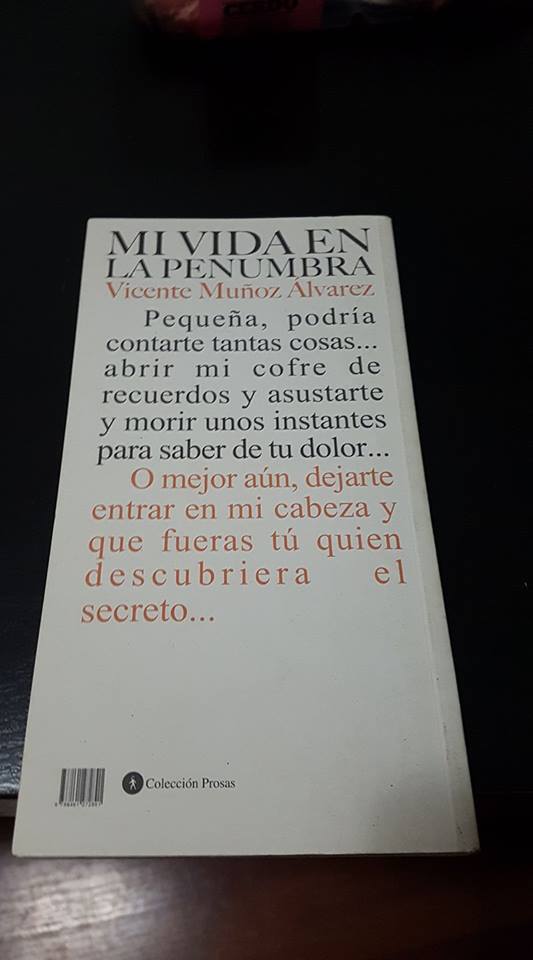 CERDO
MI VIDA EN
LA PENUMBRA
Vicente Muñoz Álvarez
Pequeña, podría
contarte tantas cosas...
abrir mi cofre de
recuerdos y asustarte
y morir unos instantes
para saber de tu dolor...
O mejor aún, dejarte
entrar en mi cabeza y
que fueras tú quien
descubriera el
secreto...
Colección Prosas